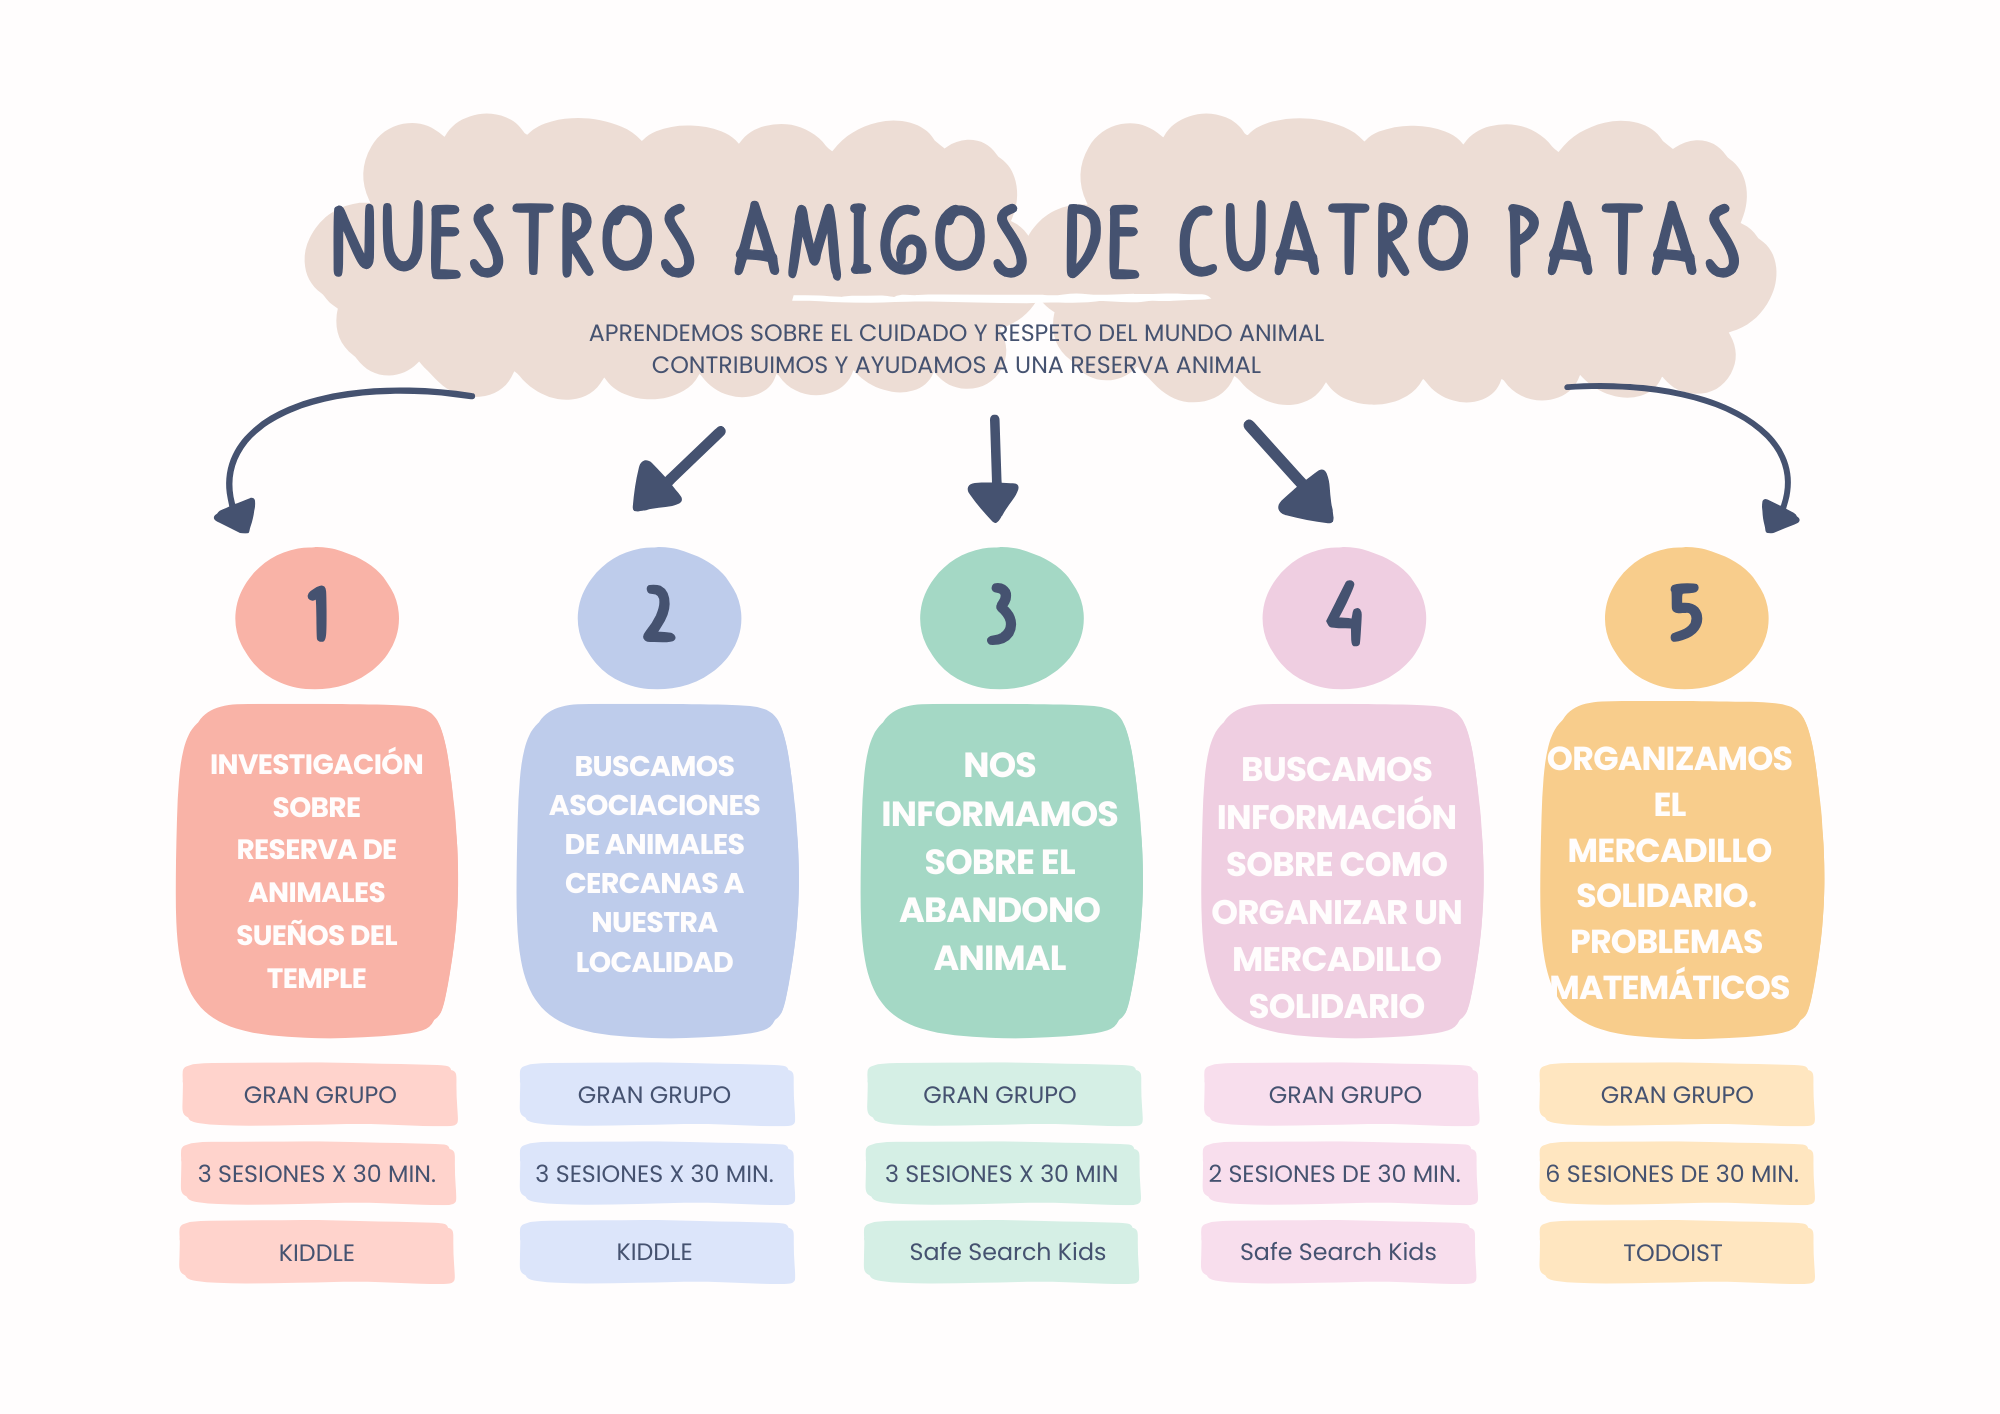 NUESTROS AMIGOS DE CUATRO PATAS
APRENDEMOS SOBRE EL CUIDADO Y RESPETO DEL MUNDO ANIMAL
CONTRIBUIMOS Y AYUDAMOS A UNA RESERVA ANIMAL
1
INVESTIGACIÓN
SOBRE
RESERVA DE
ANIMALES
SUEÑOS DEL
TEMPLE
GRAN GRUPO
3 SESIONES X 30 MIN.
KIDDLE
2
BUSCAMOS
ASOCIACIONES
DE ANIMALES
CERCANAS A
NUESTRA
LOCALIDAD
GRAN GRUPO
3 SESIONES X 30 MIN.
KIDDLE
3
NOS
INFORMAMOS
SOBRE EL
ABANDONO
ANIMAL
GRAN GRUPO
3 SESIONES X 30 MIN
Safe Search Kids
4
BUSCAMOS
INFORMACIÓN
SOBRE COMO
ORGANIZAR UN
MERCADILLO
SOLIDARIO
GRAN GRUPO
2 SESIONES DE 30 MIN.
Safe Search Kids
5
ORGANIZAMOS
EL
MERCADILLO
SOLIDARIO.
PROBLEMAS
MATEMÁTICOS
GRAN GRUPO
6 SESIONES DE 30 MIN.
TODOIST